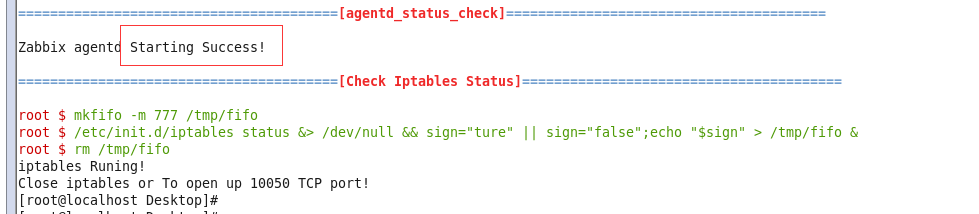 ========================================[agentd_status_check]========================================
Zabbix agentd Starting Success!
========================================[Check Iptables Status]==========================================
root $ mkfifo -m 777 /tmp/fifo
root $ /etc/init.d/iptables status &> /dev/null && sign="ture" || sign="false";echo "$sign" > /tmp/fifo &
root $ rm /tmp/fifo
iptables Runing!
Close iptables or To open up 10050 TCP port!
[root@localhost Desktop]#
[root@localhost Desktop]#